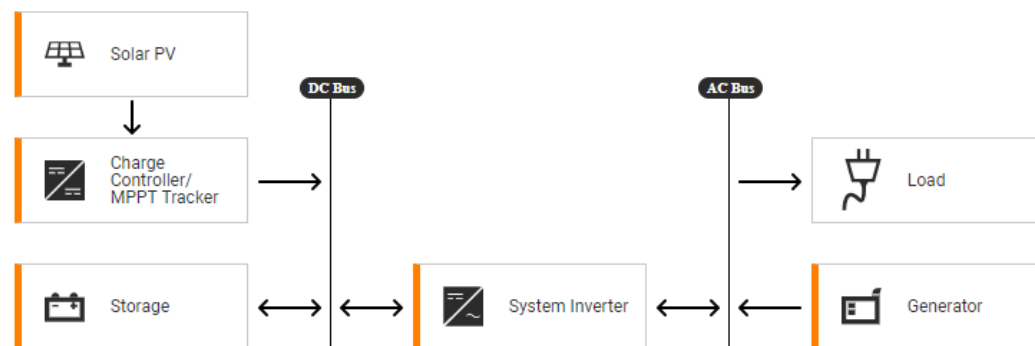 Solar PV
DC Bus
AC Bus
Charge
Controller/
MPPT Tracker
Load
Storage
System Inverter
Generator